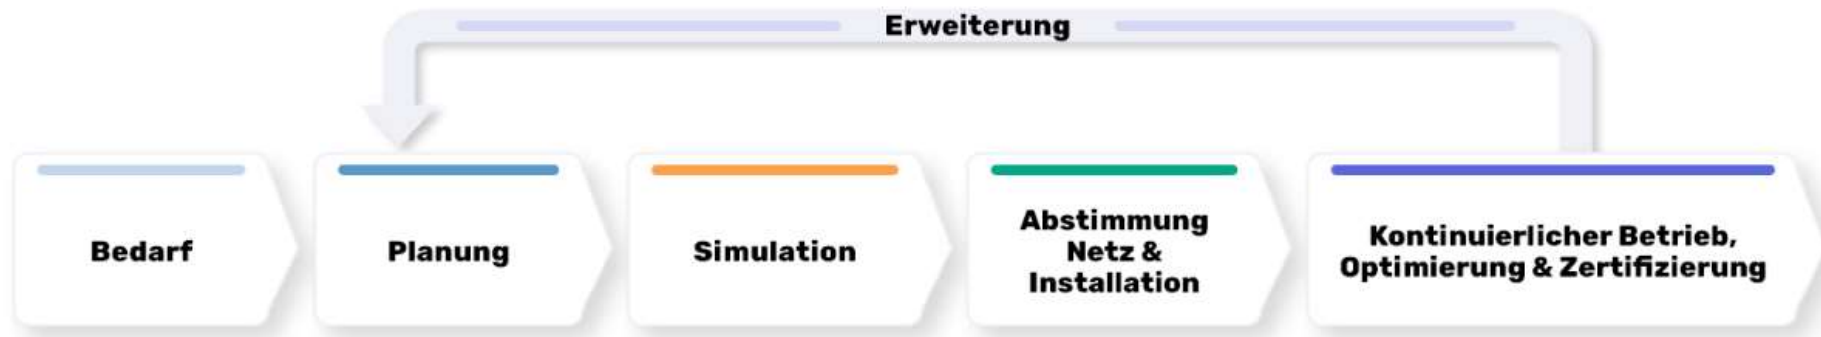 Erweiterung
Bedarf
Planung
Simulation
Abstimmung
Netz &
Installation
Kontinuierlicher Betrieb,
Optimierung & Zertifizierung